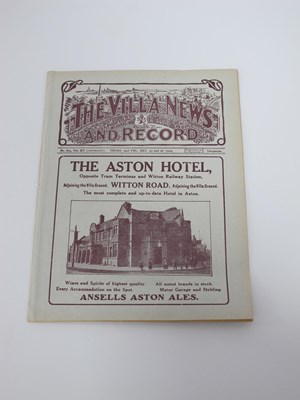 THE VILLA NEWS
AND RECORD
THE ASTON HOTEL,
Opposite Tram Terminus and Witton Railway Station,
Adjoining the Villa Ground. WITTON ROAD, Adjoining the Villa Ground.
The most complete and up-to-date Hotel in Aston.
Wines and Spirits of highest quality
All noted brands in stock.
Every Accommodation on the Spot.
Motor Garage and Stabling
ANSELLS ASTON ALES.